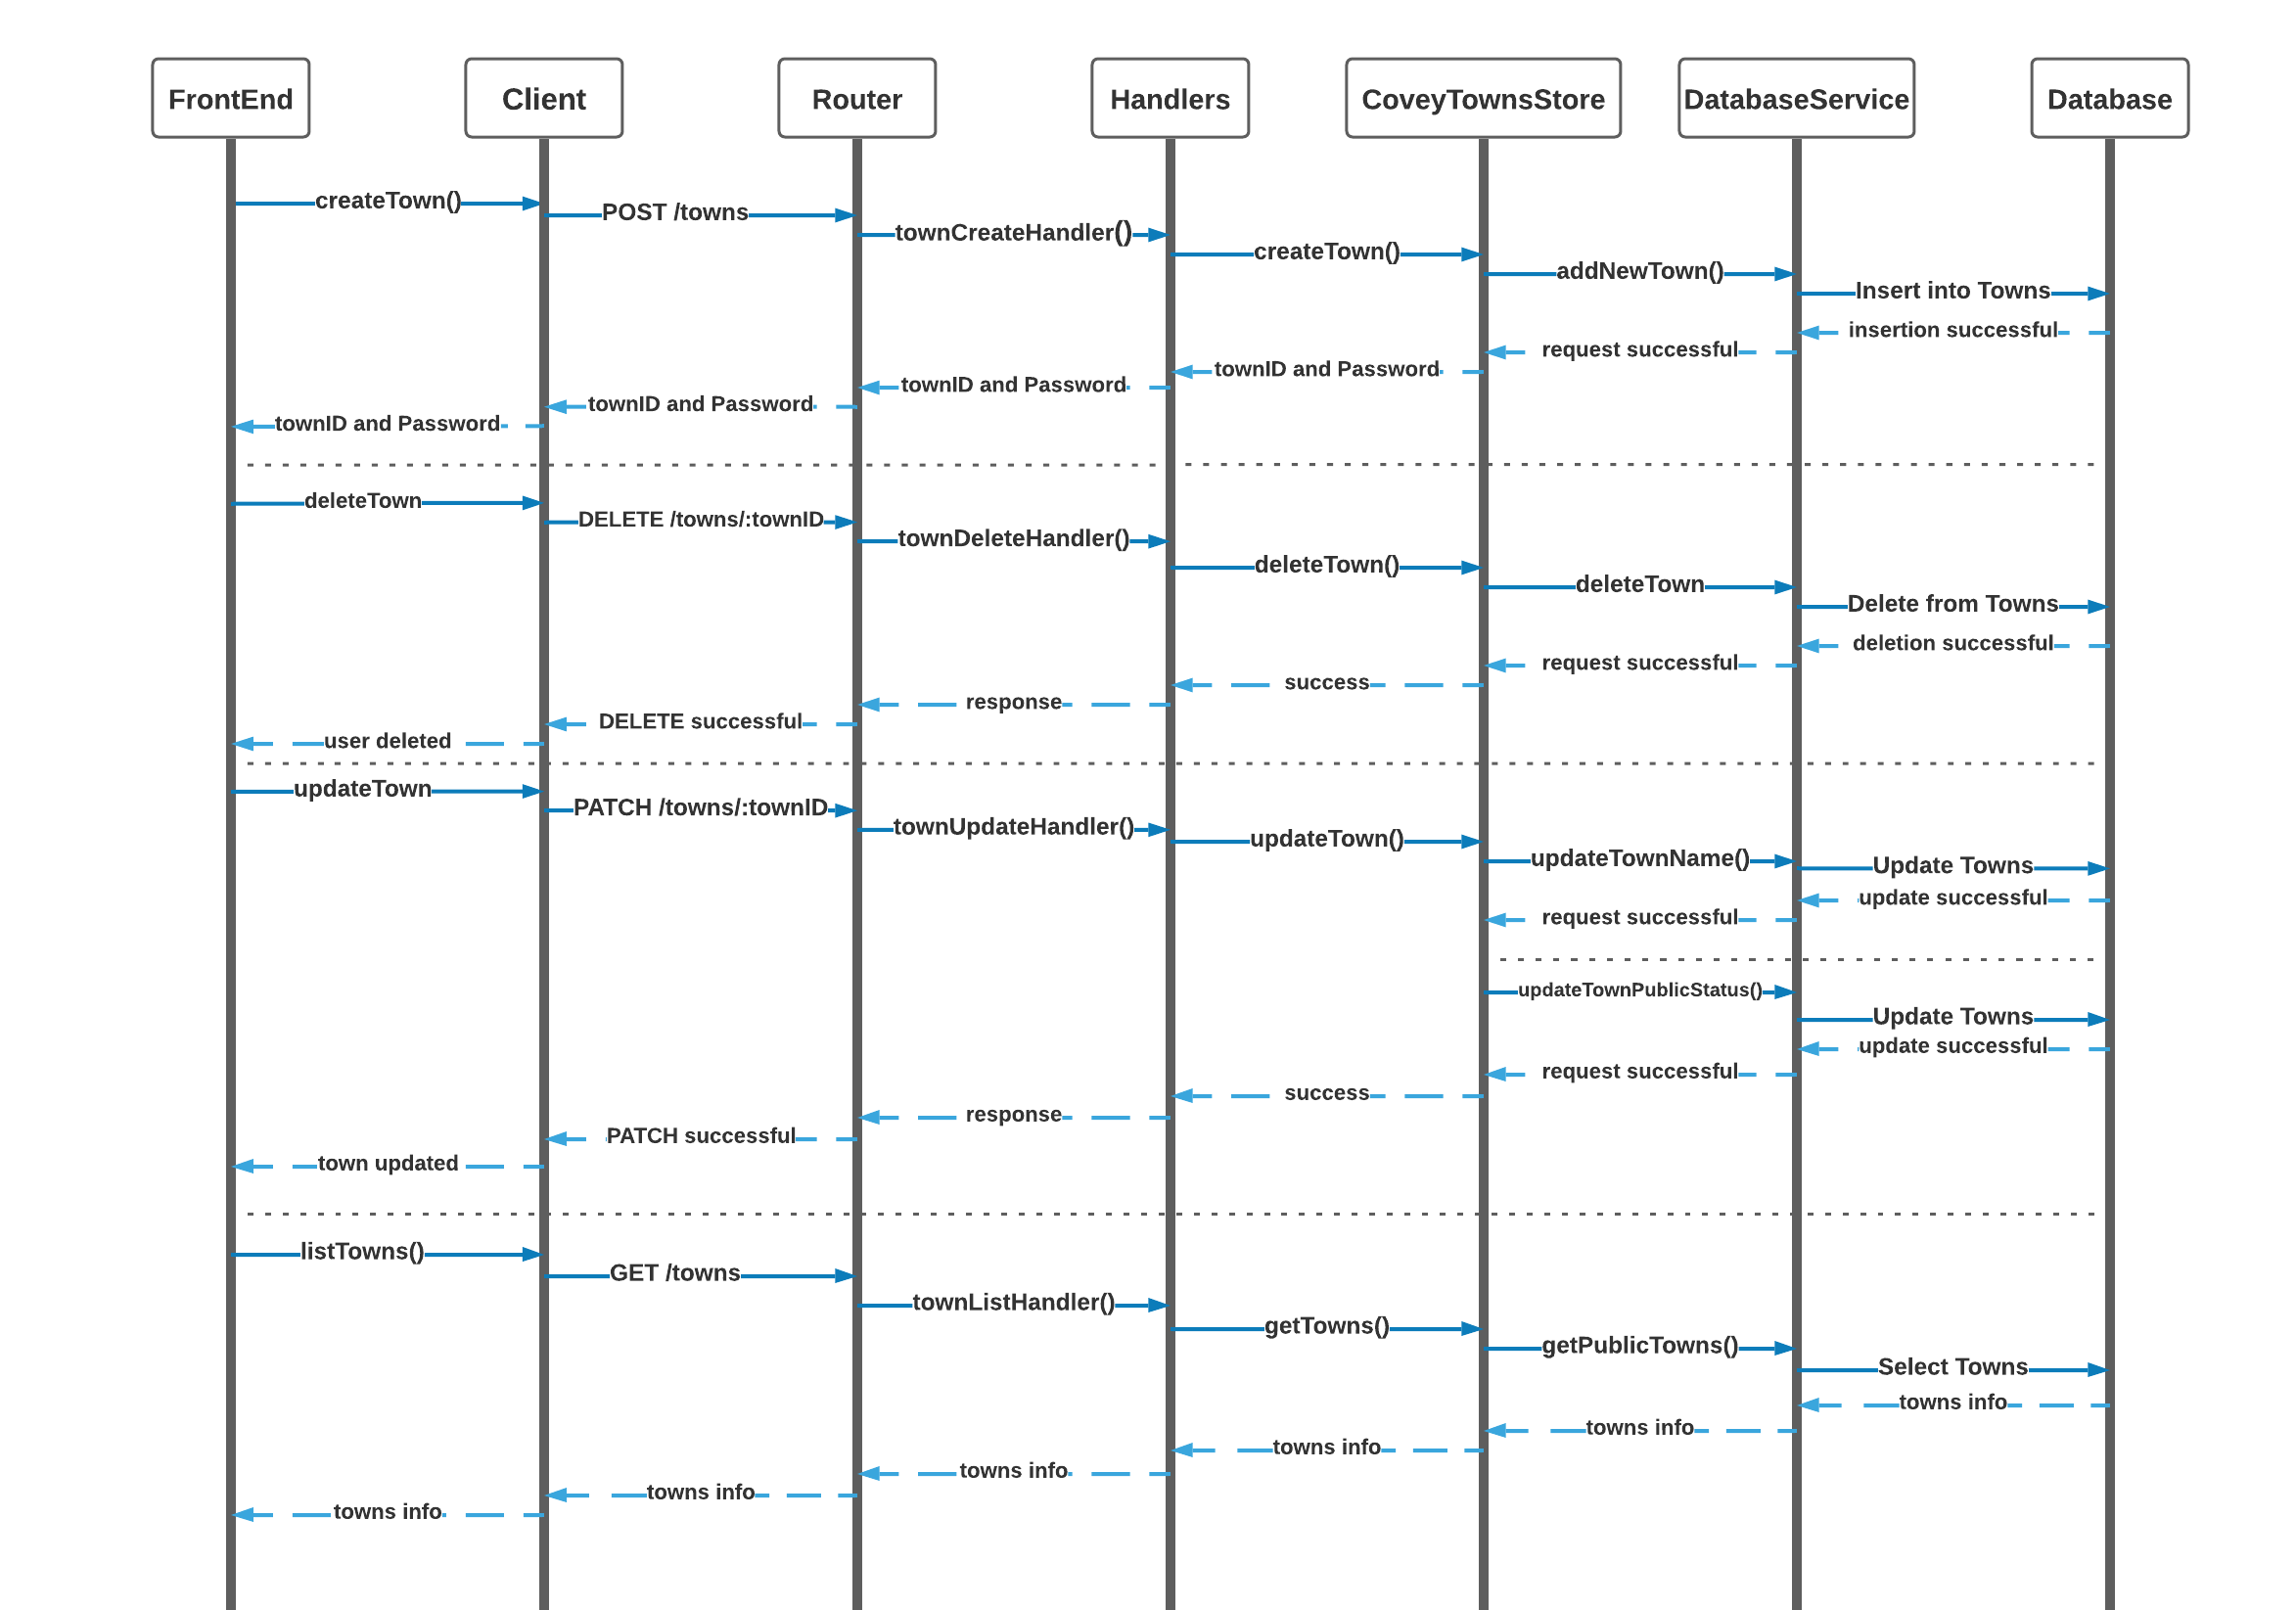 FrontEnd
Client
Router
Handlers
CoveyTownsStore
DatabaseService
Database
createTown()
POST /towns
townCreateHandler()
createTown()
addNewTown()
Insert into Towns
insertion successful
request successful
townID and Password
townID and Password
townID and Password
townID and Password
deleteTown
DELETE /towns/:townID
townDeleteHandler()
deleteTown()
deleteTown
Delete from Towns
deletion successful
request successful
success
response
DELETE successful
user deleted
updateTown
PATCH /towns/:townID
townUpdateHandler()
updateTown()
updateTownName()
Update Towns
update successful
request successful
updateTownPublicStatus()
Update Towns
update successful
request successful
success
response
PATCH successful
town updated
listTowns()
GET /towns
townListHandler()
getTowns()
getPublicTowns()
Select Towns
towns info
towns info
towns info
towns info
towns info
towns info